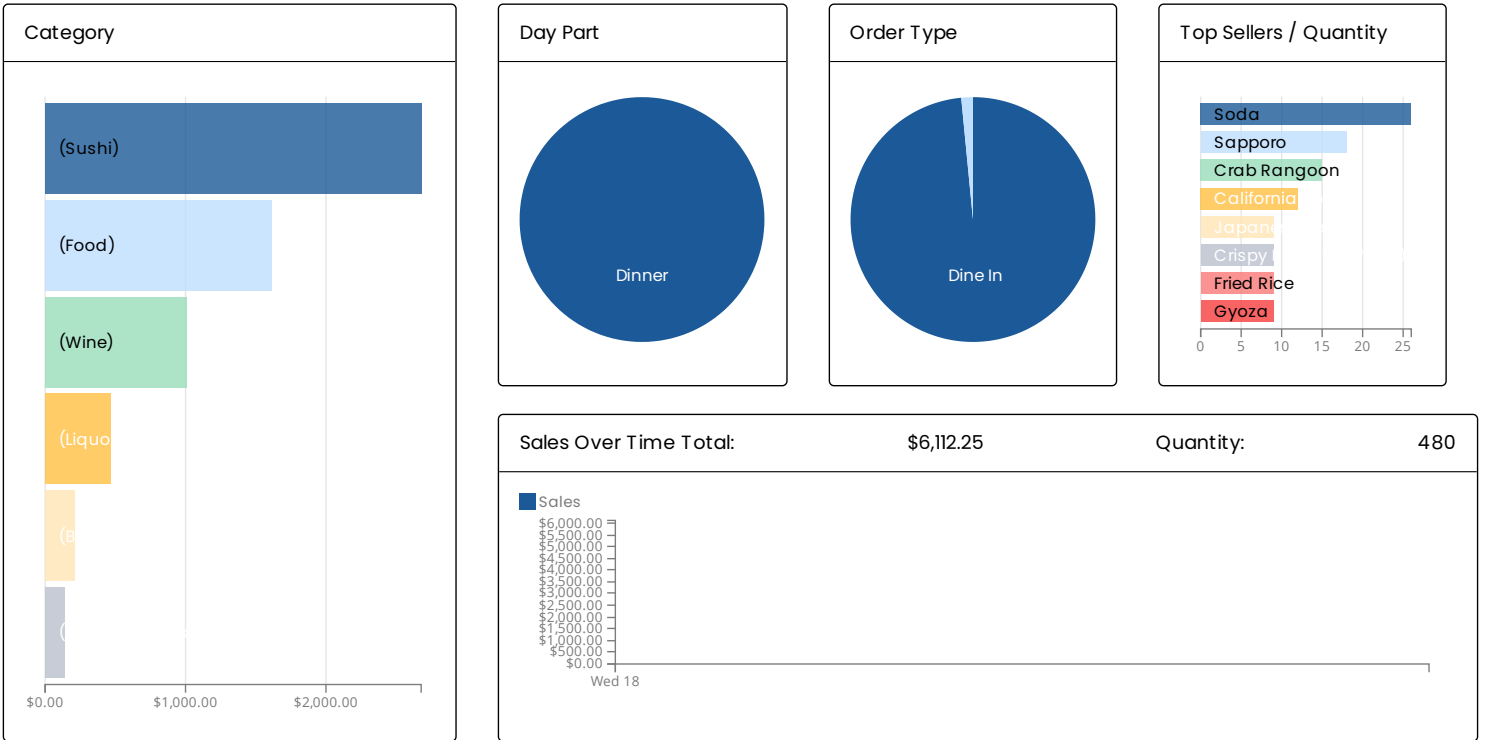 Category
(Sushi)
(Food)
(Wine)
(Liquo
(B
(
$0.00 $1,000.00 $2,000.00
Day Part
Dinner
Order Type
Dine In
Top Sellers / Quantity
Soda
Sapporo
Crab Rangoon
California
Japane
Crispy
Fried Rice
Gyoza
0 5 10 15 20 25
Sales Over Time Total: $6,112.25 Quantity: 480
Sales
$6,000.00
$5,500.00
$5,000.00
$4,500.00
$4,000.00
$3,500.00
$3,000.00
$2,500.00
$2,000.00
$1,500.00
$1,000.00
$500.00
$0.00
Wed 18